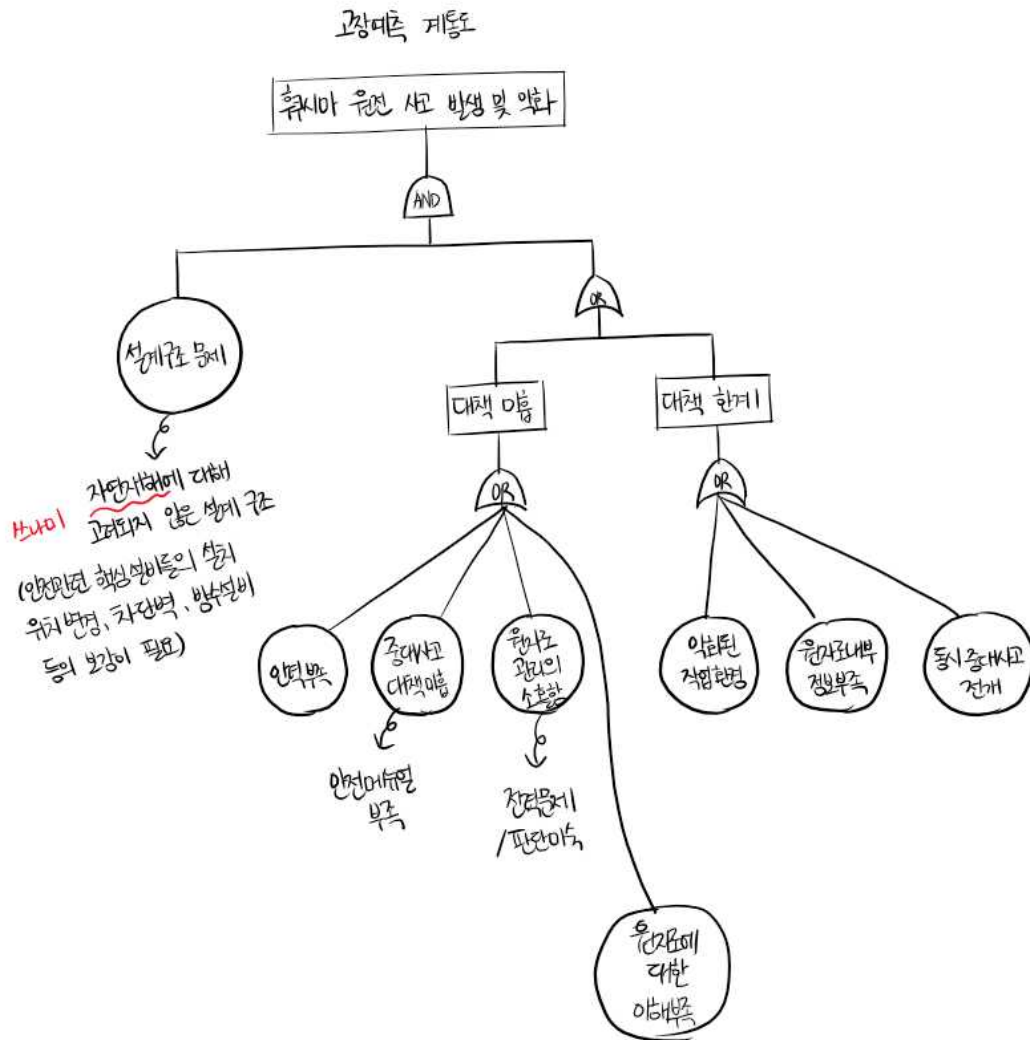 고장예측 계통도
후쿠시마 원전 사고 발생 및 악화
AND
OR
설계구조 문제
대책 미흡
대책 한계
쓰나미
자연재해에 대해
고려되지 않은 설계 구조
(안전관련 핵심 설비들의 설치
위치 변경, 차단벽, 방수설비
등의 보강이 필요)
OR
OR
인력부족
중대사고
대책미흡
원자로
관리의
소홀함
악화된
작업환경
원자로내부
정보부족
동시 중대사고
전개
안전메뉴얼
부족
전력문제
/판단미숙
원자로에
대한
이해부족